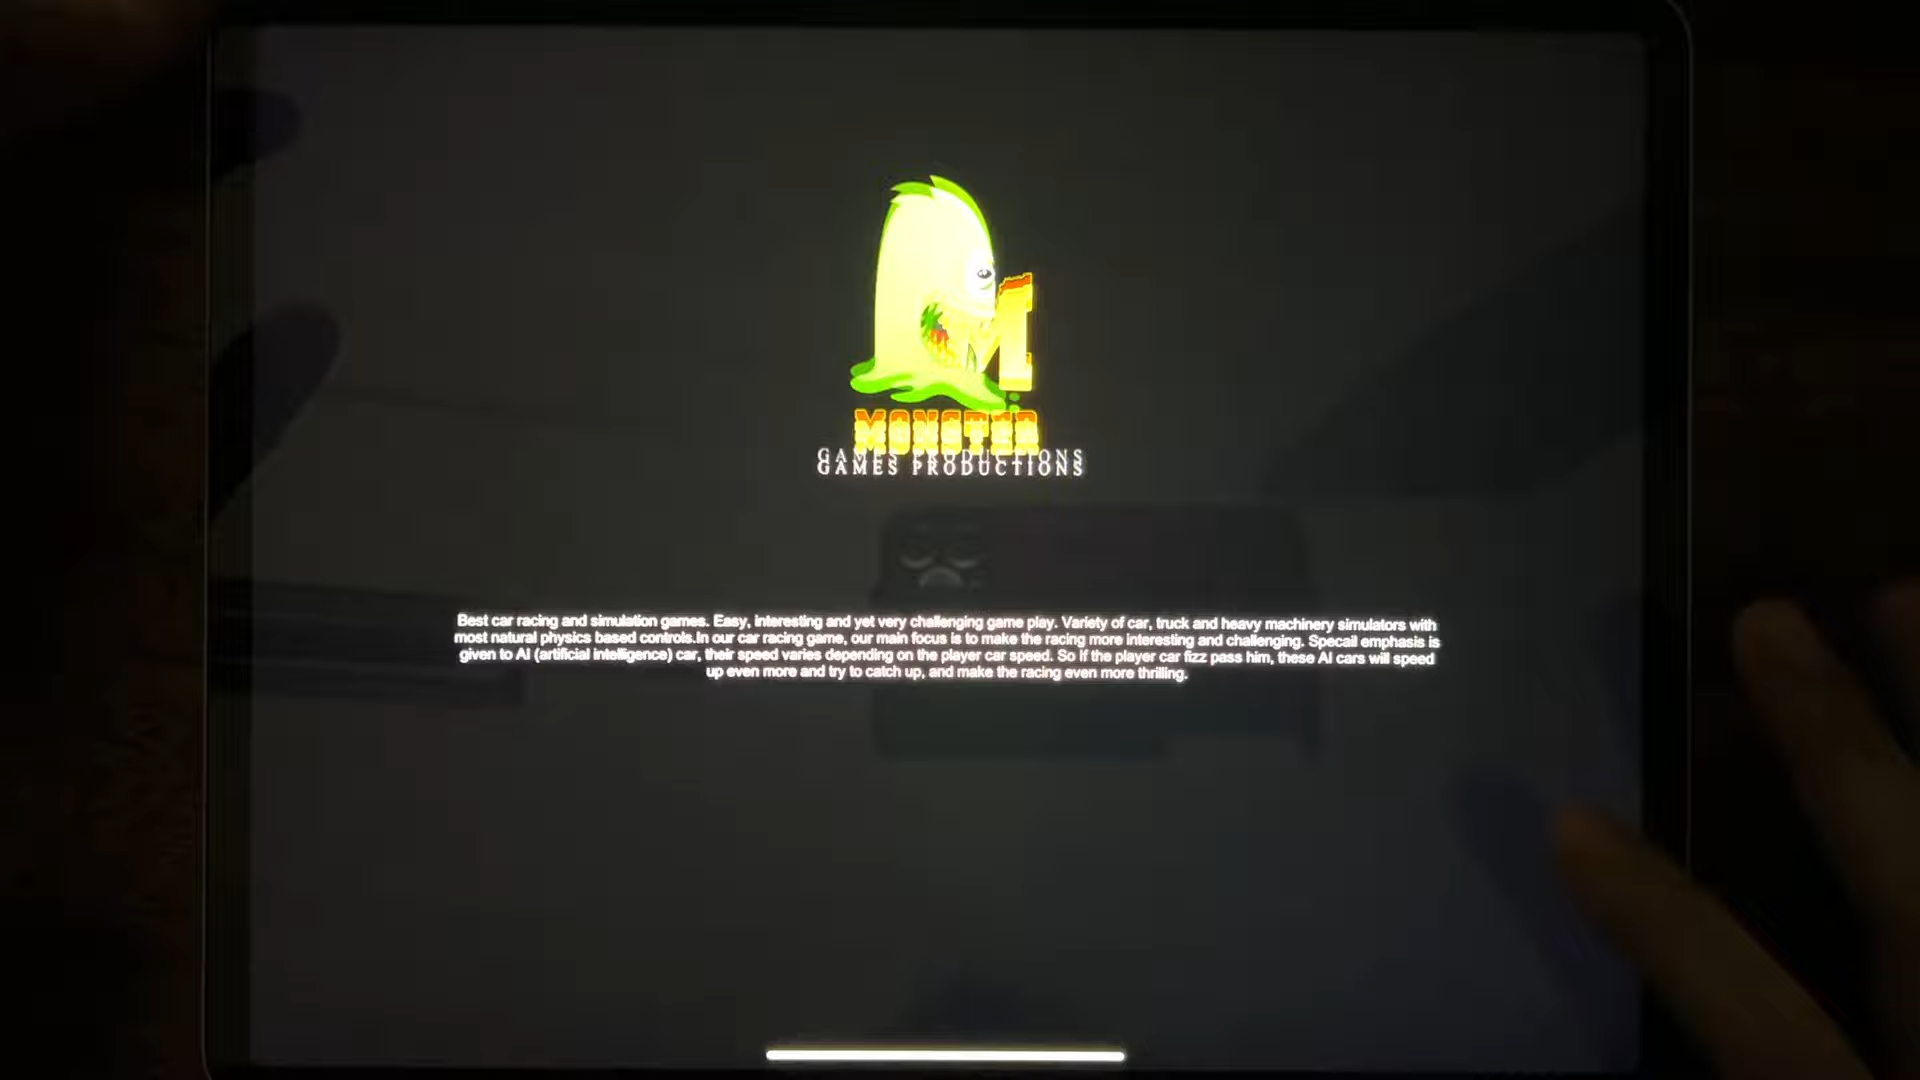 M
MONSTER
GAMES PRODUCTIONS
GAMES PRODUCTIONS
Best car racing and simulation games. Easy, interesting and yet very challenging game play. Variety of car, truck and heavy machinery simulators with
most natural physics based controls.In our car racing game, our main focus is to make the racing more interesting and challenging. Specail emphasis is
given to AI (artificial intelligence) car, their speed varies depending on the player car speed. So If the player car fizz pass him, these AI cars will speed
up even more and try to catch up, and make the racing even more thrilling.